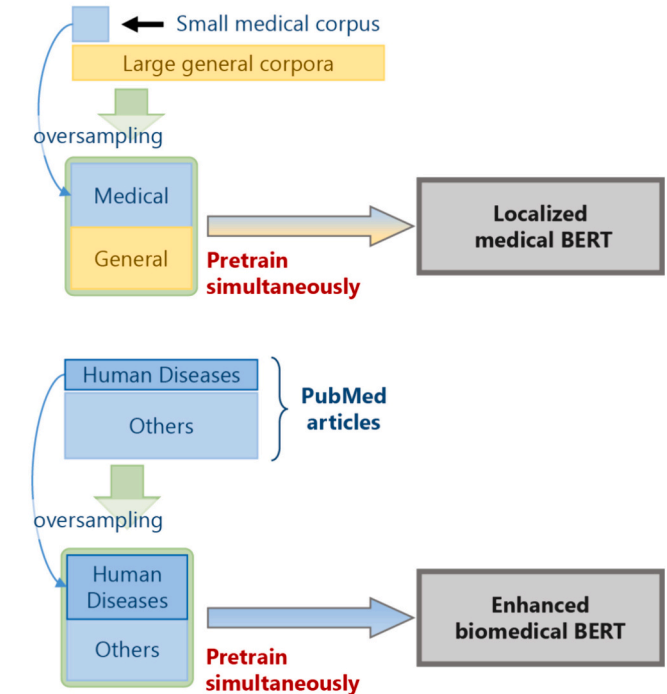 Small medical corpus
Large general corpora
oversampling
Medical
General
Pretrain
simultaneously
Localized
medical BERT
Human Diseases
Others
PubMed
articles
oversampling
Human
Diseases
Others
Pretrain
simultaneously
Enhanced
biomedical BERT